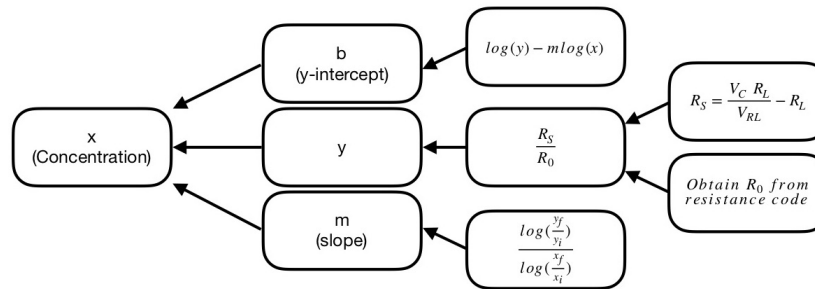 b
(y-intercept)
log(y) − mlog(x)
x
(Concentration)
y
R_S
R_0
R_S = V_C R_L / V_RL − R_L
Obtain R_0 from
resistance code
m
(slope)
log(y_f / y_i)
log(x_f / x_i)